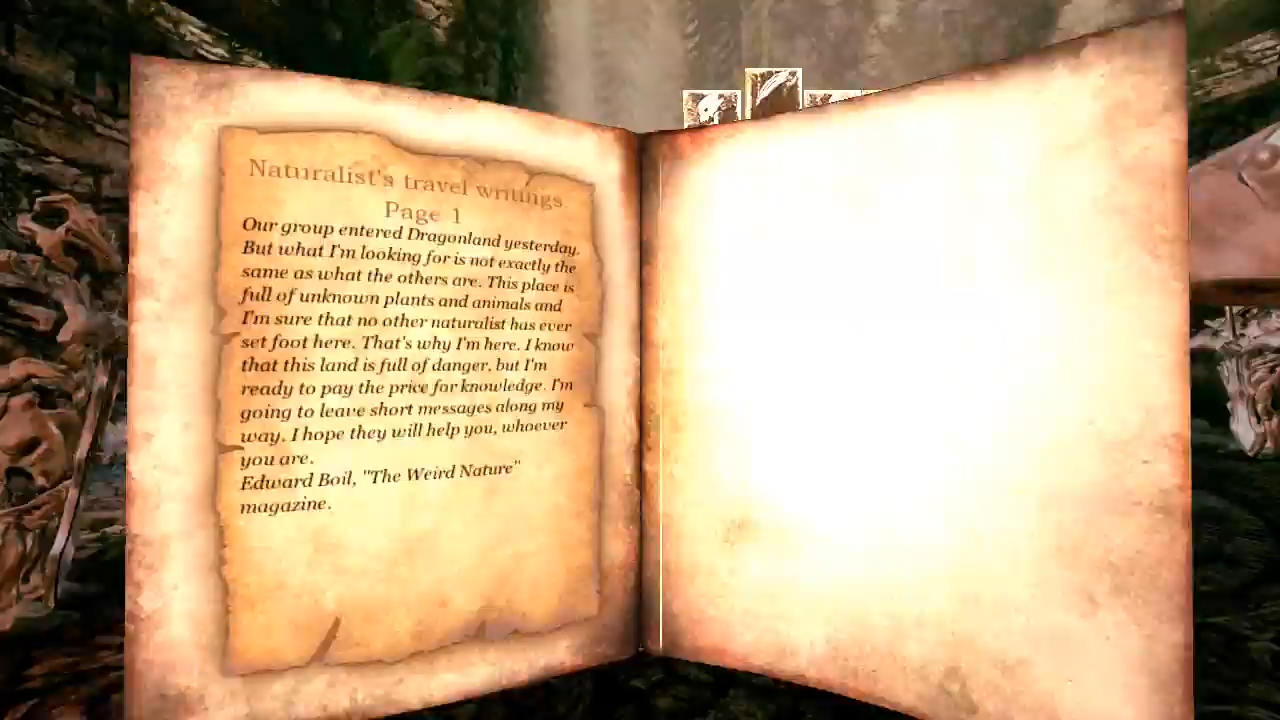 Naturalist's travel writings
Page 1
Our group entered Dragonland yesterday.
But what I'm looking for is not exactly the
same as what the others are. This place is
full of unknown plants and animals and
I'm sure that no other naturalist has ever
set foot here. That's why I'm here. I know
that this land is full of danger, but I'm
ready to pay the price for knowledge. I'm
going to leave short messages along my
way. I hope they will help you, whoever
you are.
Edward Boil, "The Weird Nature"
magazine.